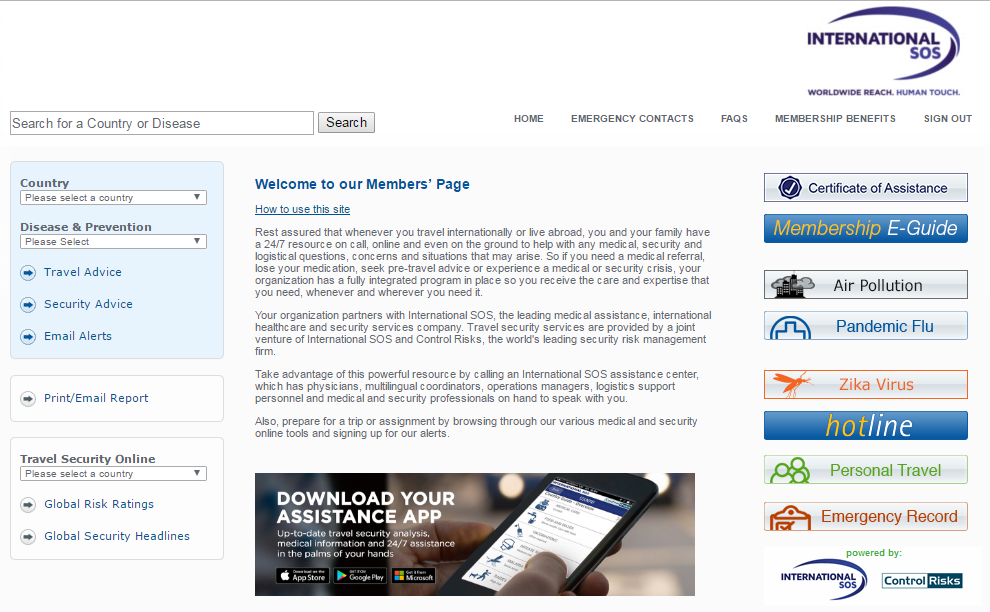 INTERNATIONAL
SOS
WORLDWIDE REACH. HUMAN TOUCH.
Search for a Country or Disease
Search
HOME
EMERGENCY CONTACTS
FAQS
MEMBERSHIP BENEFITS
SIGN OUT
Country
Please select a country
Disease & Prevention
Please Select
Travel Advice
Security Advice
Email Alerts
Print/Email Report
Travel Security Online
Please select a country
Global Risk Ratings
Global Security Headlines
Welcome to our Members' Page
How to use this site
Rest assured that whenever you travel internationally or live abroad, you and your family have
a 24/7 resource on call, online and even on the ground to help with any medical, security and
logistical questions, concerns and situations that may arise. So if you need a medical referral,
lose your medication, seek pre-travel advice or experience a medical or security crisis, your
organization has a fully integrated program in place so you receive the care and expertise that
you need, whenever and wherever you need it.
Your organization partners with International SOS, the leading medical assistance, international
healthcare and security services company. Travel security services are provided by a joint
venture of International SOS and Control Risks, the world's leading security risk management
firm.
Take advantage of this powerful resource by calling an International SOS assistance center,
which has physicians, multilingual coordinators, operations managers, logistics support
personnel and medical and security professionals on hand to speak with you.
Also, prepare for a trip or assignment by browsing through our various medical and security
online tools and signing up for our alerts.
DOWNLOAD YOUR
ASSISTANCE APP
Up-to-date travel security analysis,
medical information and 24/7 assistance
in the palms of your hands
Download on the
App Store
GET IT ON
Google Play
Get it from
Microsoft
INTERNATIONAL SOS
Certificate of Assistance
Membership E-Guide
Air Pollution
Pandemic Flu
Zika Virus
hotline
Personal Travel
Emergency Record
powered by:
INTERNATIONAL
SOS
Control Risks